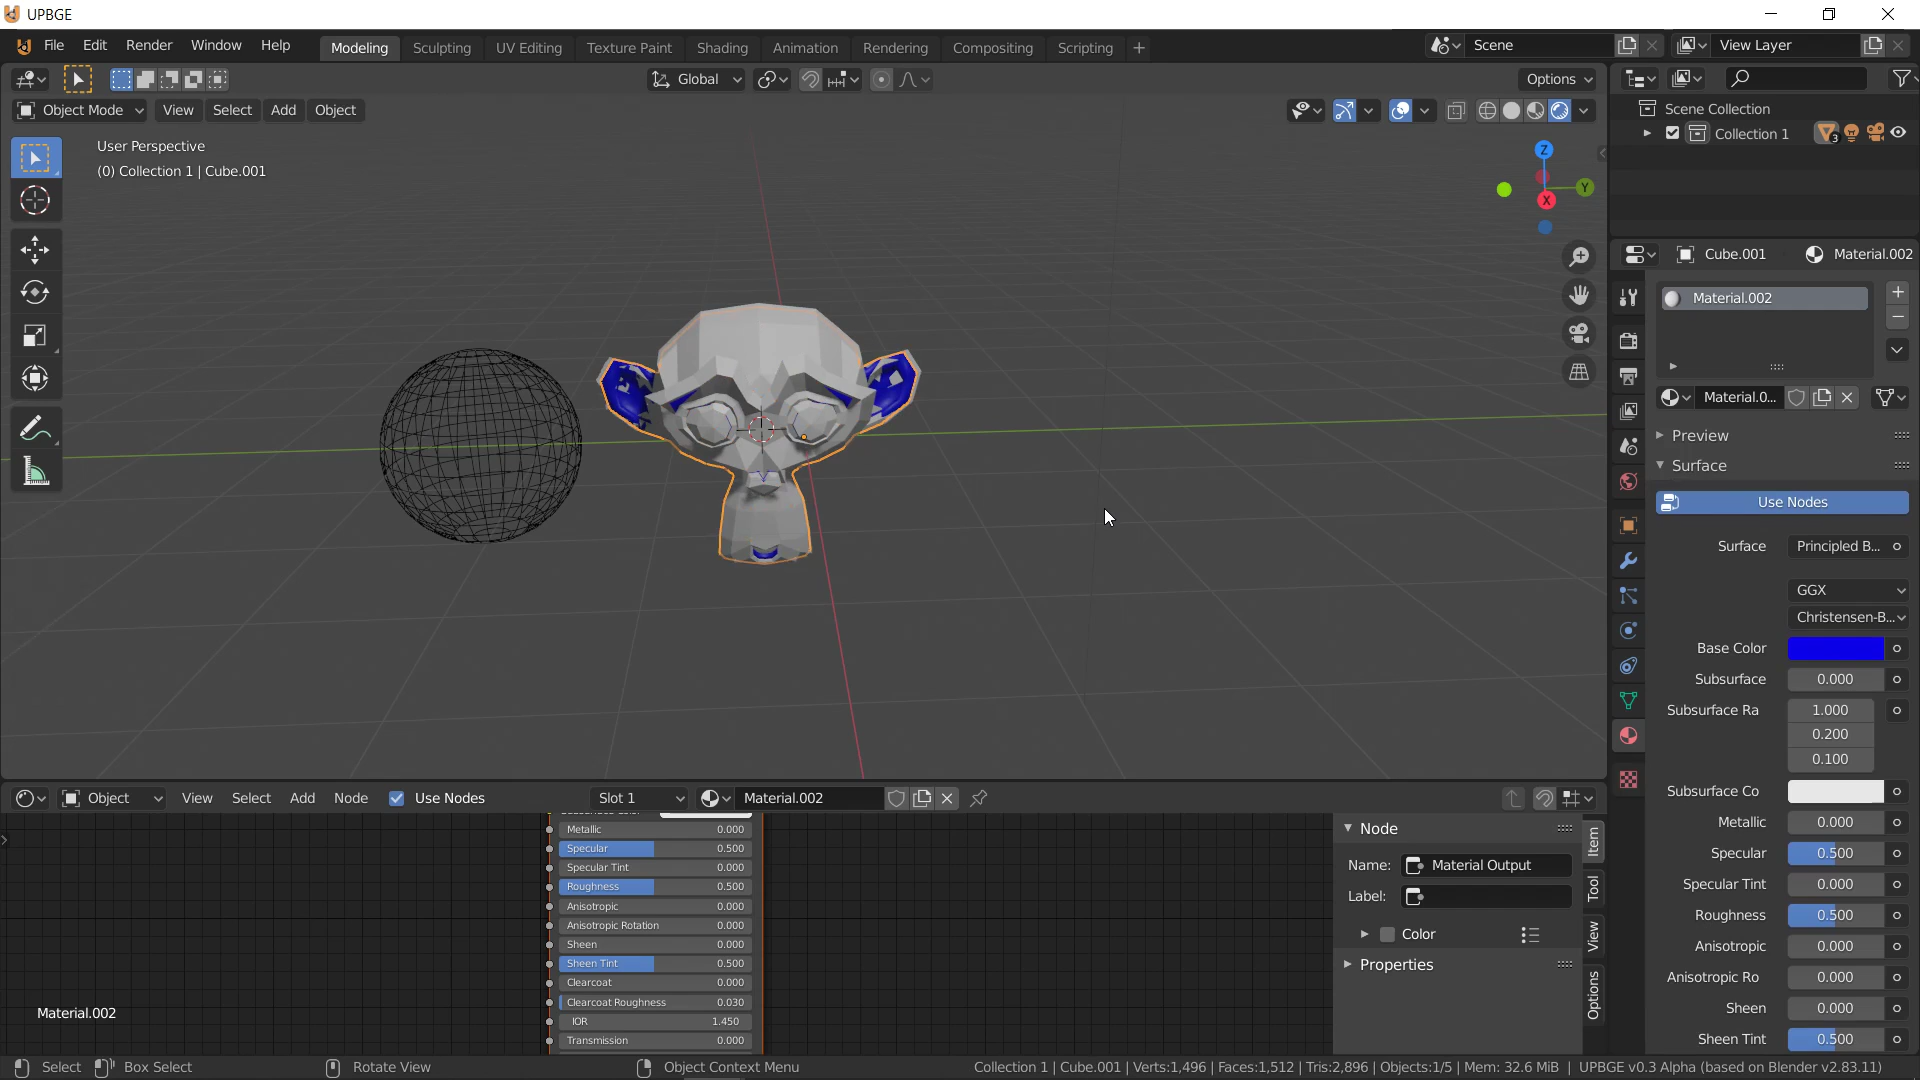 UPBGE
File Edit Render Window Help Modeling Sculpting UV Editing Texture Paint Shading Animation Rendering Compositing Scripting + Scene View Layer
Global Options
Object Mode View Select Add Object
Scene Collection
Collection 1 3
User Perspective
(0) Collection 1 | Cube.001
Z
Y
X
Cube.001 Material.002
Material.002
Material.0...
Preview
Surface
Use Nodes
Surface Principled B...
GGX
Christensen-B...
Base Color
Subsurface 0.000
Subsurface Ra 1.000
0.200
0.100
Subsurface Co
Metallic 0.000
Specular 0.500
Specular Tint 0.000
Roughness 0.500
Anisotropic 0.000
Anisotropic Ro 0.000
Sheen 0.000
Sheen Tint 0.500
Object View Select Add Node Use Nodes Slot 1 Material.002
Metallic 0.000
Specular 0.500
Specular Tint 0.000
Roughness 0.500
Anisotropic 0.000
Anisotropic Rotation 0.000
Sheen 0.000
Sheen Tint 0.500
Clearcoat 0.000
Clearcoat Roughness 0.030
IOR 1.450
Transmission 0.000
Material.002
Node
Name: Material Output
Label:
Color
Properties
Item
Tool
View
Options
Select Box Select Rotate View Object Context Menu Collection 1 | Cube.001 | Verts:1,496 | Faces:1,512 | Tris:2,896 | Objects:1/5 | Mem: 32.6 MiB | UPBGE v0.3 Alpha (based on Blender v2.83.11)